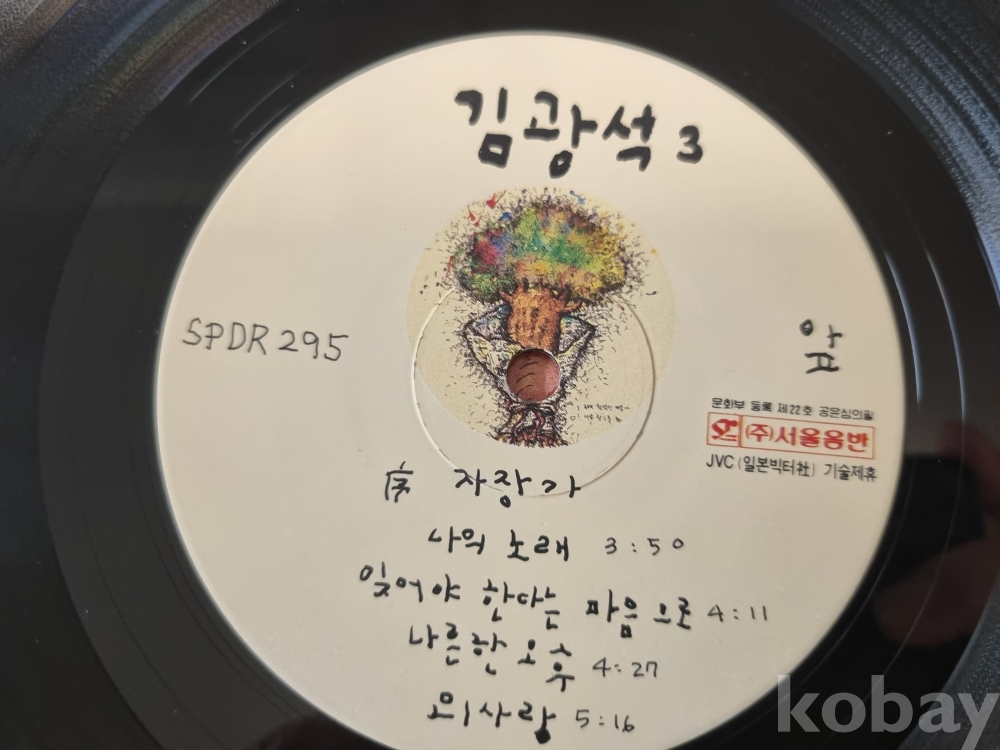 김광석 3
SPDR 295
앞
문화부 등록 제22호 공은심의필
(주)서울음반
JVC (일본빅터社) 기술제휴
序 자장가
나의 노래 3:50
잊어야 한다는 마음으로 4:11
나른한 오후 4:27
외사랑 5:16
kobay